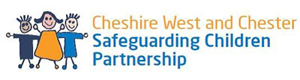 Cheshire West and Chester
Safeguarding Children
Partnership